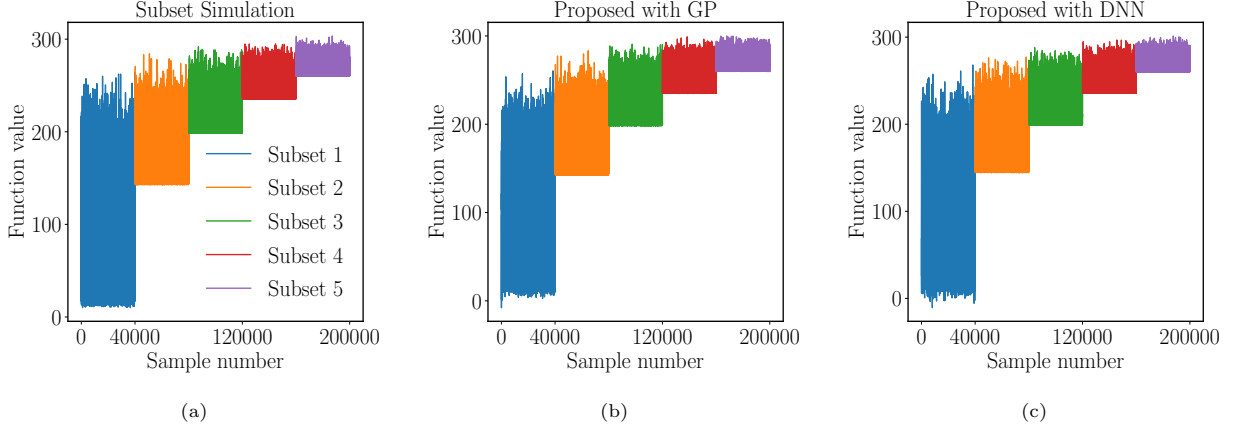 Subset Simulation
300
200
100
0
Function value
Subset 1
Subset 2
Subset 3
Subset 4
Subset 5
0
40000
120000
200000
Sample number
(a)
Proposed with GP
300
200
100
0
Function value
0
40000
120000
200000
Sample number
(b)
Proposed with DNN
300
200
100
0
Function value
0
40000
120000
200000
Sample number
(c)